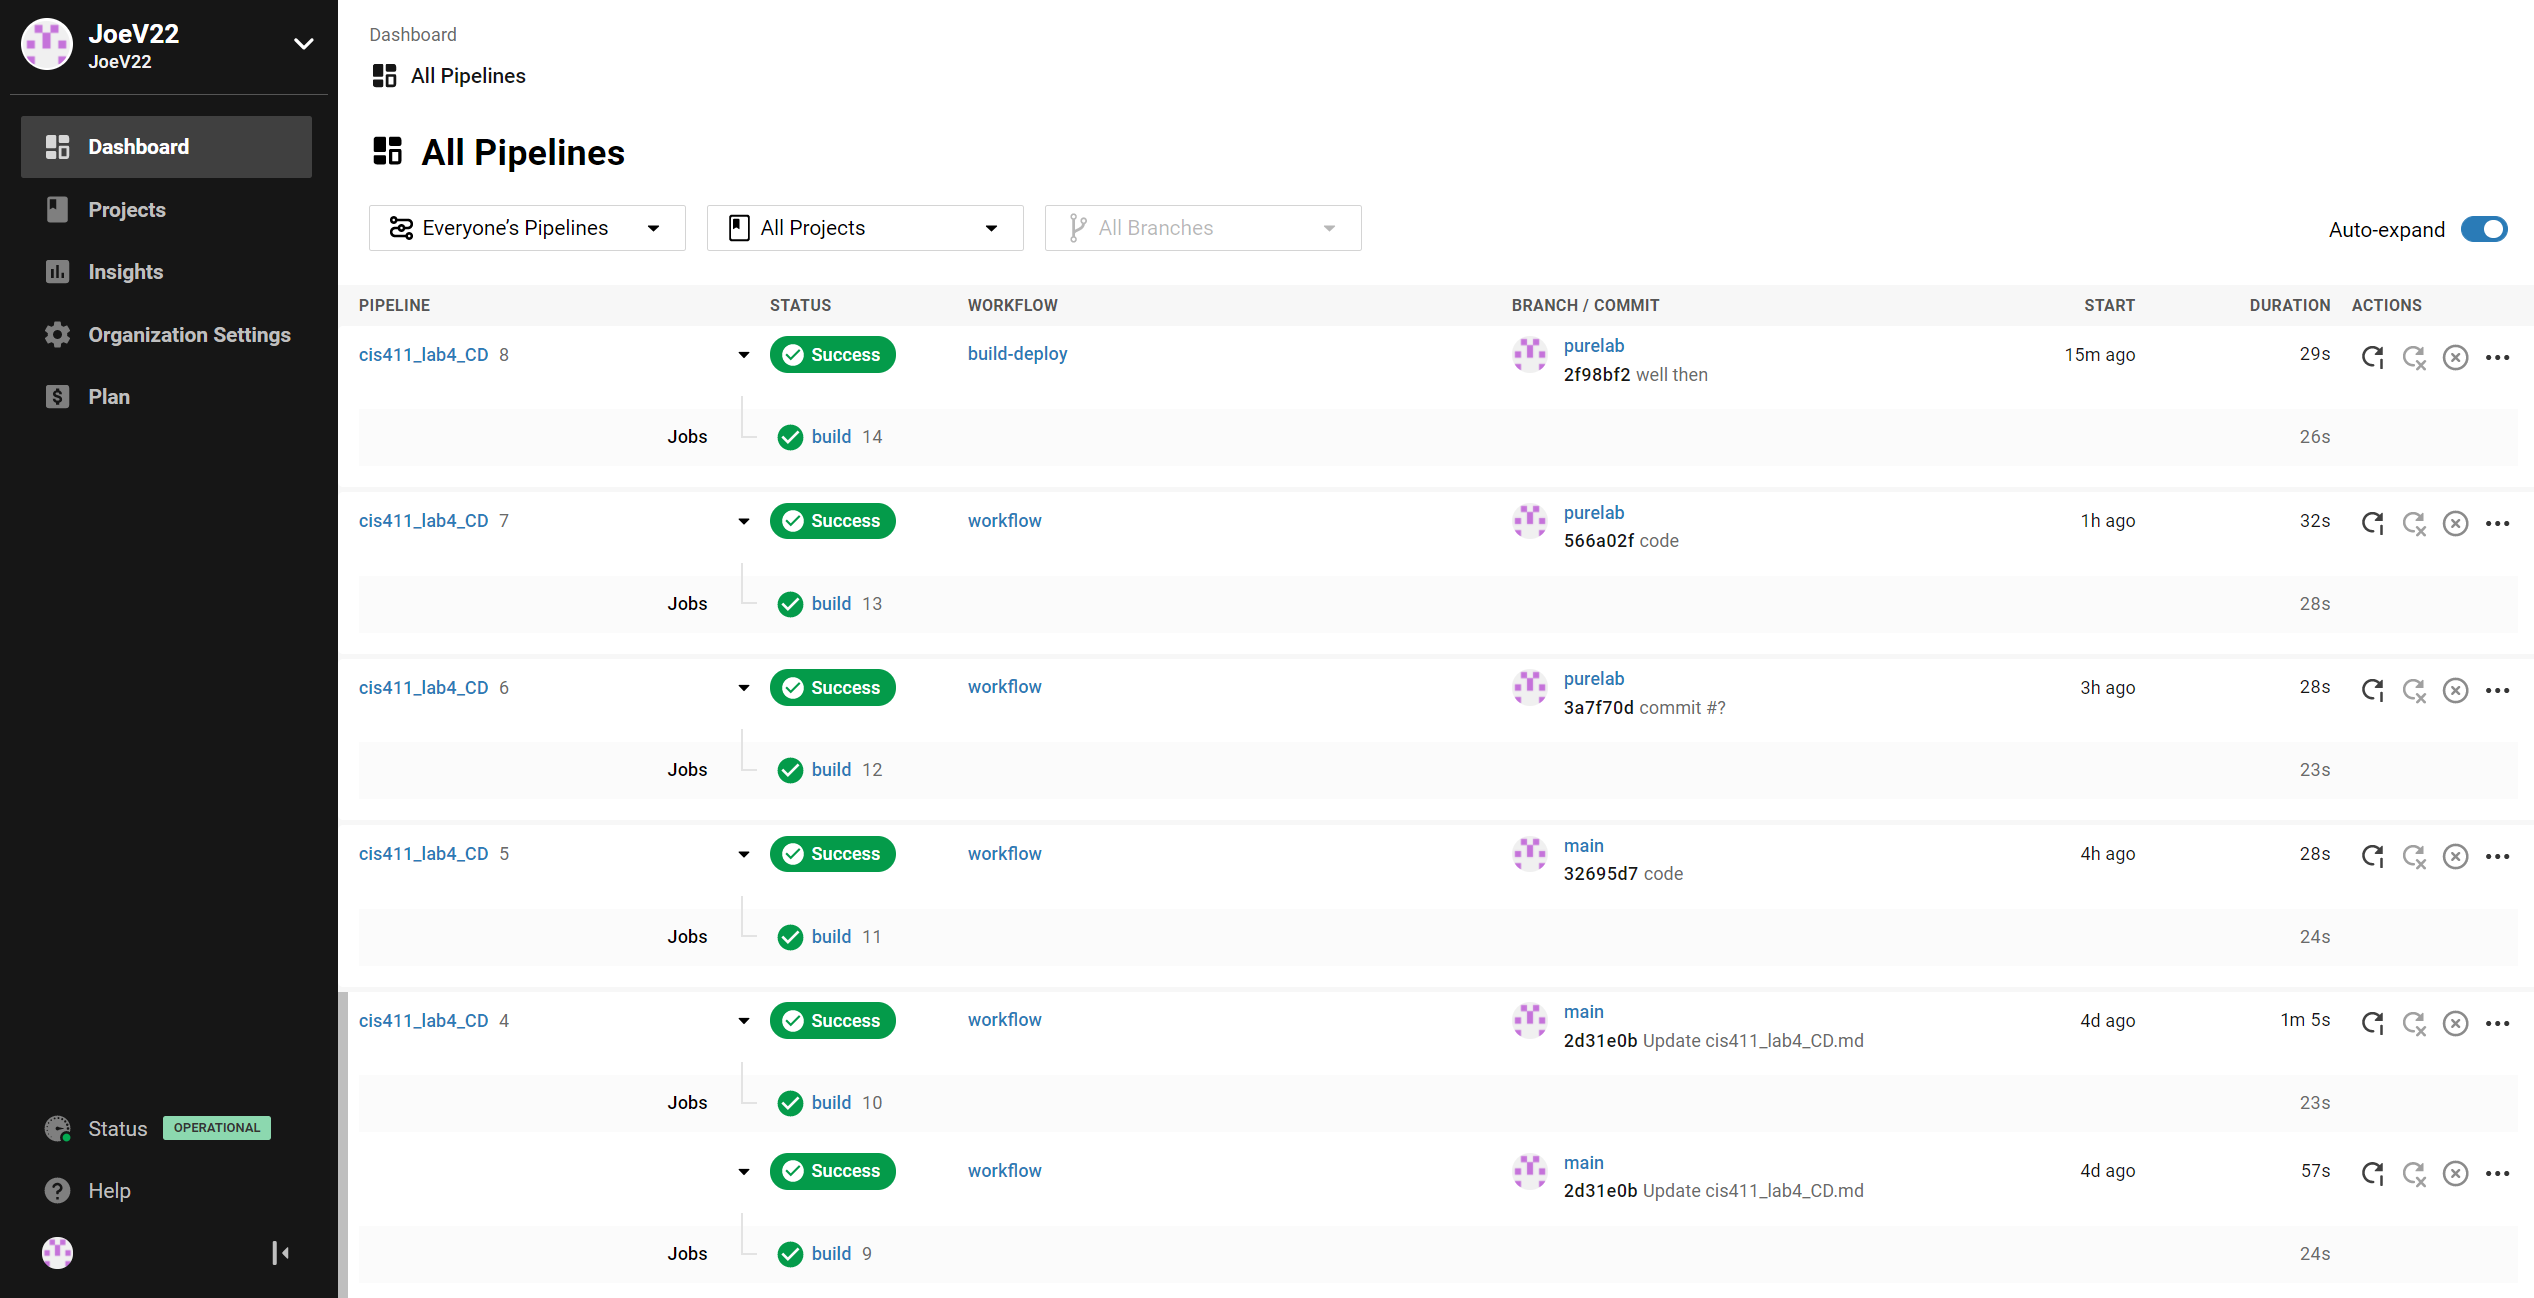 JoeV22
JoeV22
Dashboard
Projects
Insights
Organization Settings
Plan
Status OPERATIONAL
Help
Dashboard
All Pipelines
All Pipelines
Everyone’s Pipelines All Projects All Branches Auto-expand
PIPELINE STATUS WORKFLOW BRANCH / COMMIT START DURATION ACTIONS
cis411_lab4_CD 8 Success build-deploy purelab 15m ago 29s
2f98bf2 well then
Jobs build 14 26s
cis411_lab4_CD 7 Success workflow purelab 1h ago 32s
566a02f code
Jobs build 13 28s
cis411_lab4_CD 6 Success workflow purelab 3h ago 28s
3a7f70d commit #?
Jobs build 12 23s
cis411_lab4_CD 5 Success workflow main 4h ago 28s
32695d7 code
Jobs build 11 24s
cis411_lab4_CD 4 Success workflow main 4d ago 1m 5s
2d31e0b Update cis411_lab4_CD.md
Jobs build 10 23s
Success workflow main 4d ago 57s
2d31e0b Update cis411_lab4_CD.md
Jobs build 9 24s